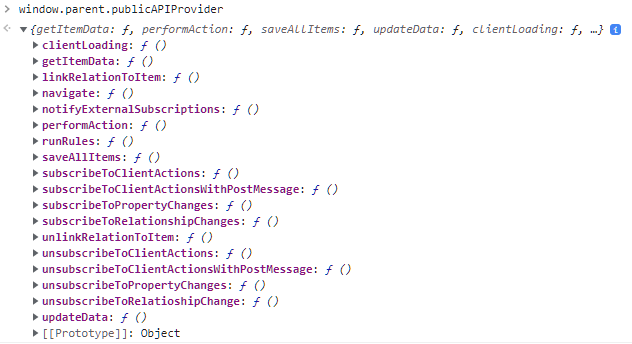 > window.parent.publicAPIProvider
{getItemData: ƒ, performAction: ƒ, saveAllItems: ƒ, updateData: ƒ, clientLoading: ƒ, …} i
clientLoading: ƒ ()
getItemData: ƒ ()
linkRelationToItem: ƒ ()
navigate: ƒ ()
notifyExternalSubscriptions: ƒ ()
performAction: ƒ ()
runRules: ƒ ()
saveAllItems: ƒ ()
subscribeToClientActions: ƒ ()
subscribeToClientActionsWithPostMessage: ƒ ()
subscribeToPropertyChanges: ƒ ()
subscribeToRelationshipChanges: ƒ ()
unlinkRelationToItem: ƒ ()
unsubscribeToClientActions: ƒ ()
unsubscribeToClientActionsWithPostMessage: ƒ ()
unsubscribeToPropertyChanges: ƒ ()
unsubscribeToRelatioshipChange: ƒ ()
updateData: ƒ ()
[[Prototype]]: Object